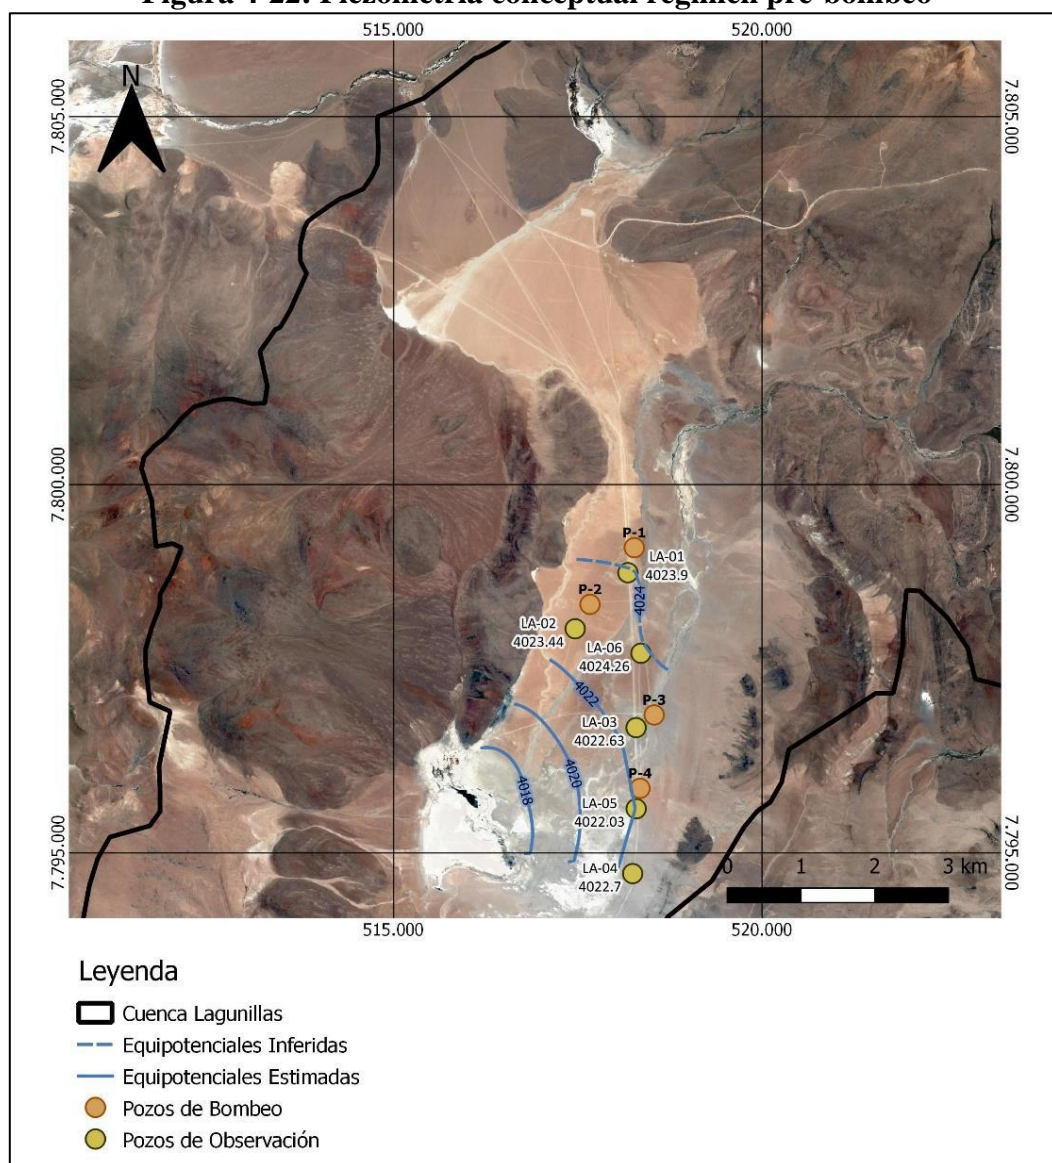 Figura 4-22: Piezometría conceptual régimen pre-bombeo
515.000 520.000
N
7.805.000 7.805.000
7.800.000 7.800.000
P-1
LA-01
4023.9
4024
P-2
LA-02
4023.44
LA-06
4024.26
4022
P-3
LA-03
4022.63
4020
4018
P-4
LA-05
4022.03
7.795.000 7.795.000
LA-04
4022.7
0 1 2 3 km
515.000 520.000
Leyenda
Cuenca Lagunillas
Equipotenciales Inferidas
Equipotenciales Estimadas
Pozos de Bombeo
Pozos de Observación